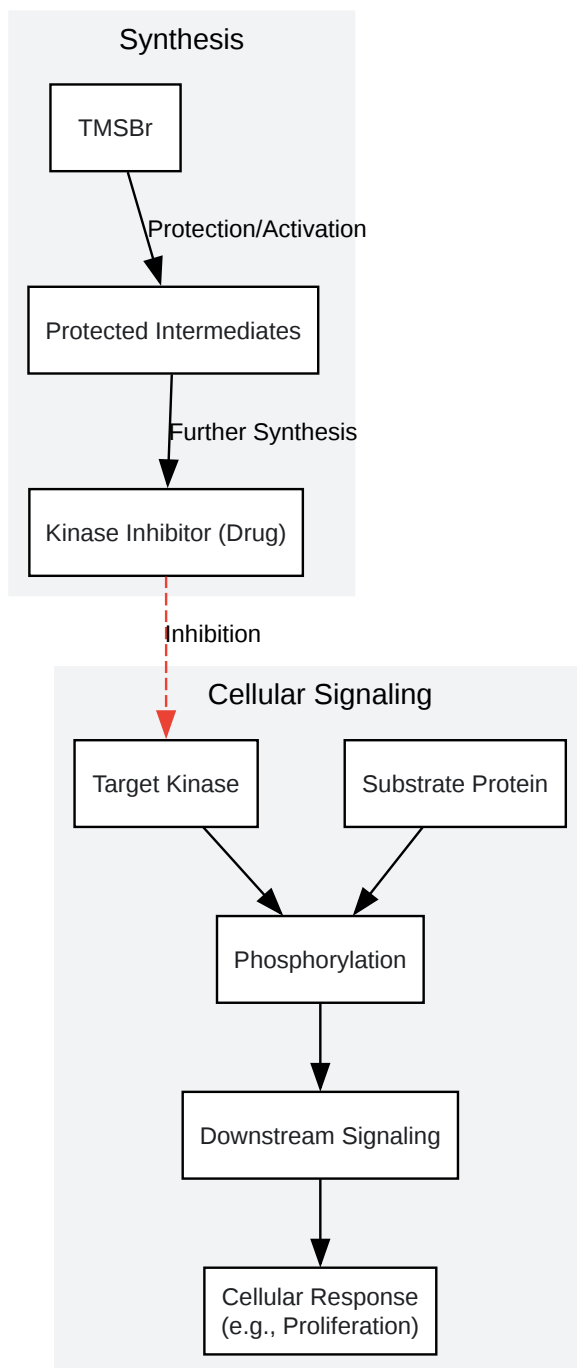 Synthesis
TMSBr
Protection/Activation
Protected Intermediates
Further Synthesis
Kinase Inhibitor (Drug)
Inhibition
Cellular Signaling
Target Kinase
Substrate Protein
Phosphorylation
Downstream Signaling
Cellular Response
(e.g., Proliferation)